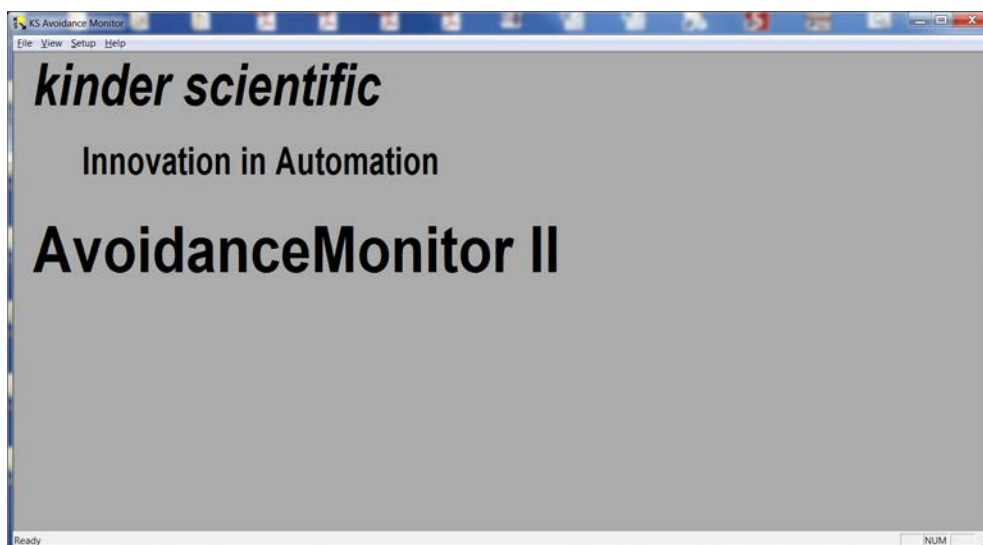 KS Avoidance Monitor
File View Setup Help
kinder scientific
Innovation in Automation
AvoidanceMonitor II
Ready NUM